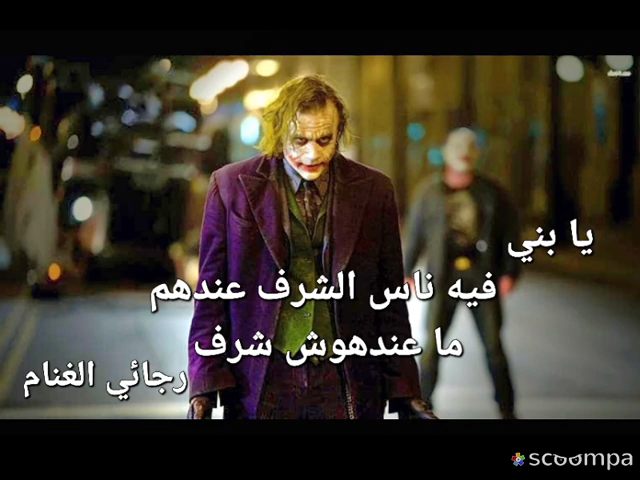 يا بني
فيه ناس الشرف عندهم
ما عندهوش شرف
رجائي الغنام
scoompa